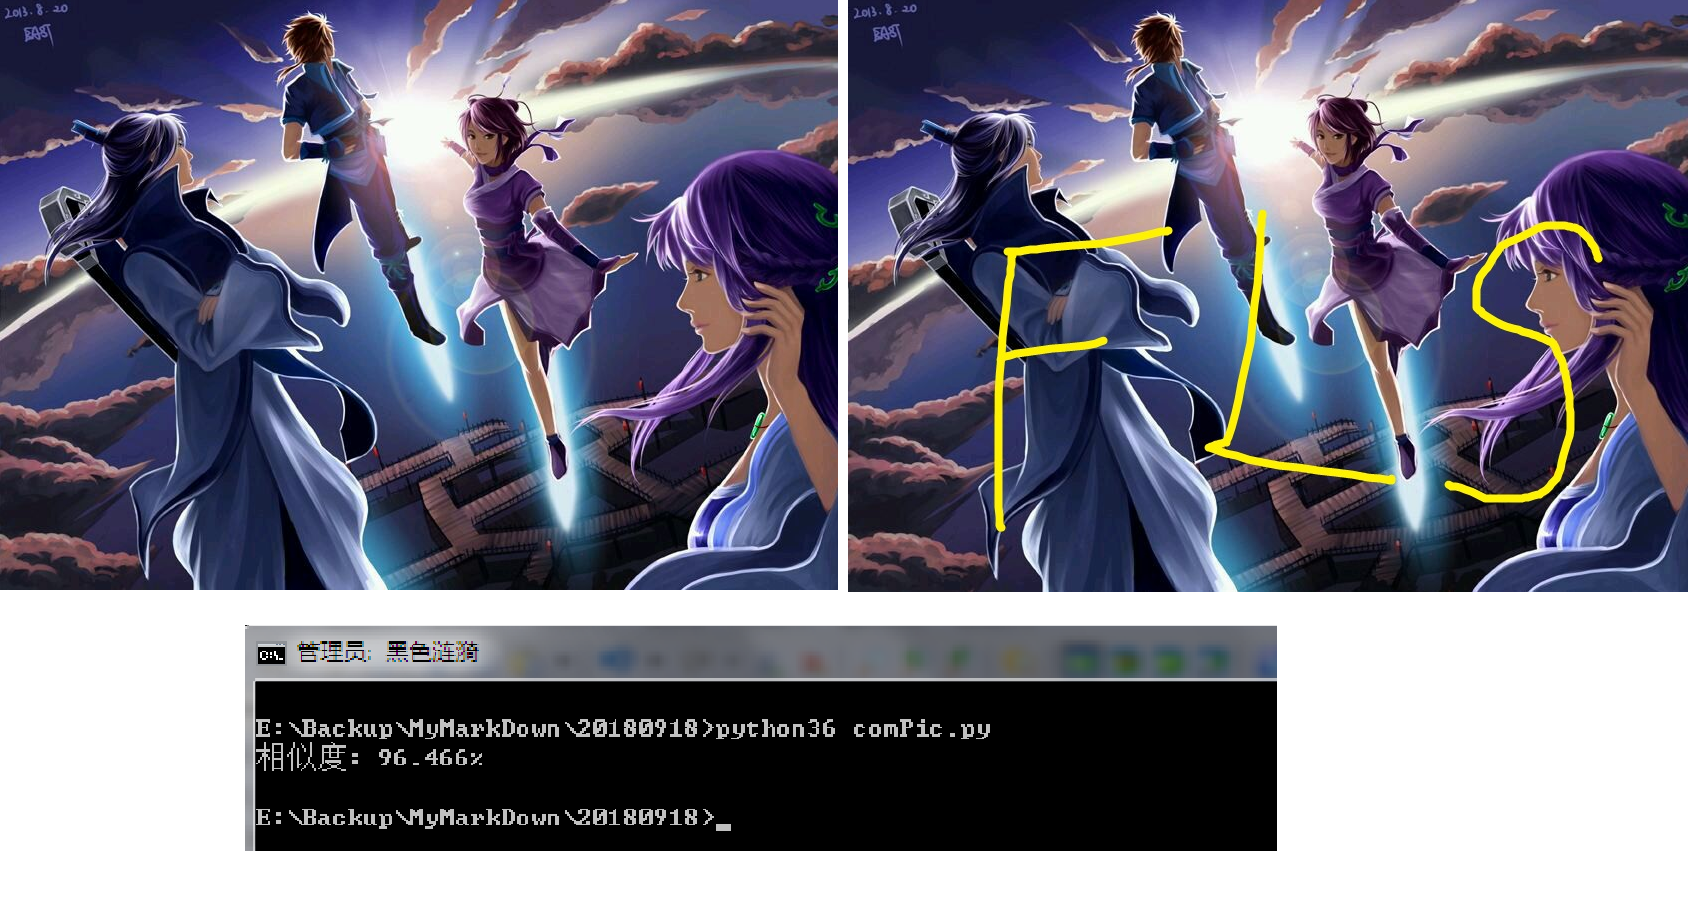 2013.8.20
EAST
2013.8.20
EAST
FLS
管理员: 黑色涟漪
E:\Backup\MyMarkDown\20180918>python36 comPic.py
相似度: 96.466%
E:\Backup\MyMarkDown\20180918>